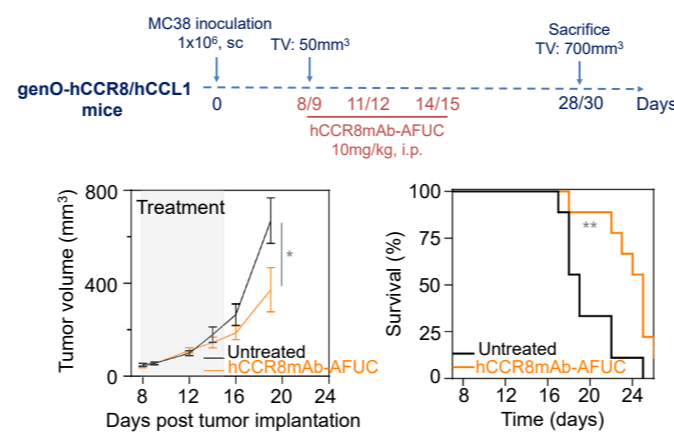 MC38 inoculation
1x10⁶, sc
TV: 50mm³
Sacrifice
TV: 700mm³
genO-hCCR8/hCCL1
mice
0 8/9 11/12 14/15 28/30 Days
hCCR8mAb-AFUC
10mg/kg, i.p.
Tumor volume (mm³)
800
400
0
Treatment
*
Untreated
hCCR8mAb-AFUC
8 12 16 20 24
Days post tumor implantation
Survival (%)
100
75
50
25
0
**
Untreated
hCCR8mAb-AFUC
8 12 16 20 24
Time (days)